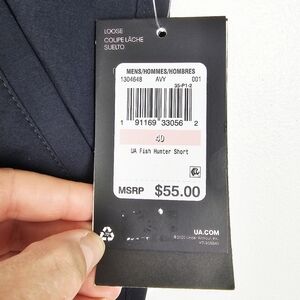 LOOSE
COUPE LÂCHE
SUELTO
MENS/HOMMES/HOMBRES
1304648 AVY 001
35-P1-2
1 91169 33056 2
40
UA Fish Hunter Short
MSRP $55.00
UA.COM